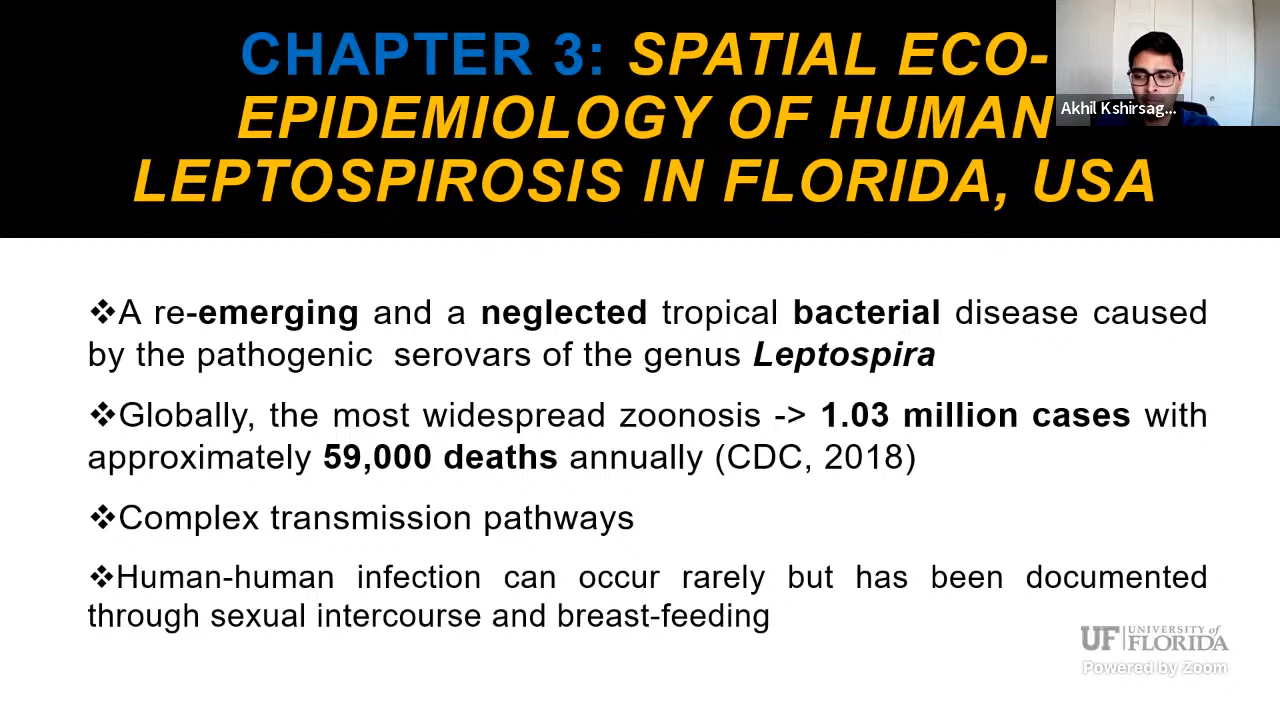 CHAPTER 3: SPATIAL ECO-
EPIDEMIOLOGY OF HUMAN
LEPTOSPIROSIS IN FLORIDA, USA
Akhil Kshirsag...
❖A re-emerging and a neglected tropical bacterial disease caused
by the pathogenic serovars of the genus Leptospira
❖Globally, the most widespread zoonosis -> 1.03 million cases with
approximately 59,000 deaths annually (CDC, 2018)
❖Complex transmission pathways
❖Human-human infection can occur rarely but has been documented
through sexual intercourse and breast-feeding
UF UNIVERSITY of
FLORIDA
Powered by Zoom